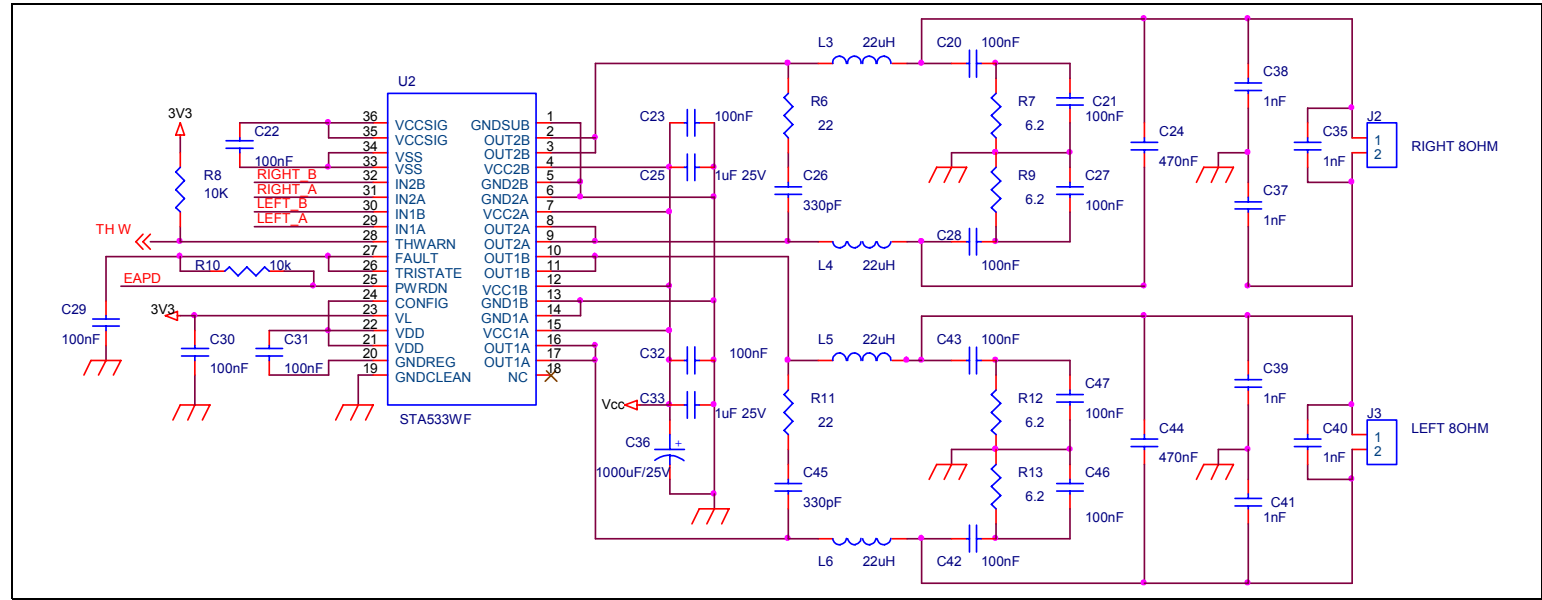 L3 22uH
C20 100nF
U2
C38
1nF
3V3
C22
100nF
36 VCCSIG
35 VCCSIG
34 VSS
33 VSS
32 IN2B
31 IN2A
30 IN1B
29 IN1A
28 THWARN
27 FAULT
26 TRISTATE
25 PWRDN
24 CONFIG
23 VL
22 VDD
21 VDD
20 GNDREG
19 GNDCLEAN
GNDSUB 1
OUT2B 2
OUT2B 3
VCC2B 4
GND2B 5
GND2A 6
VCC2A 7
OUT2A 8
OUT2A 9
OUT1B 10
OUT1B 11
VCC1B 12
GND1B 13
GND1A 14
VCC1A 15
OUT1A 16
OUT1A 17
NC 18
STA533WF
RIGHT_B
RIGHT_A
LEFT_B
LEFT_A
R8
10K
TH W
R10 10k
EAPD
C29
100nF
3V3
C30
100nF
C31
100nF
C23 100nF
C25 1uF 25V
C32 100nF
Vcc
C33 1uF 25V
C36 +
1000uF/25V
R6
22
C26
330pF
R7
6.2
C21
100nF
R9
6.2
C27
100nF
L4 22uH
C28 100nF
C24
470nF
C37
1nF
C35
1nF
J2
1
2
RIGHT 8OHM
L5 22uH
C43 100nF
R11
22
C45
330pF
R12
6.2
C47
100nF
R13
6.2
C46
100nF
L6 22uH
C42 100nF
C44
470nF
C39
1nF
C41
1nF
C40
1nF
J3
1
2
LEFT 8OHM